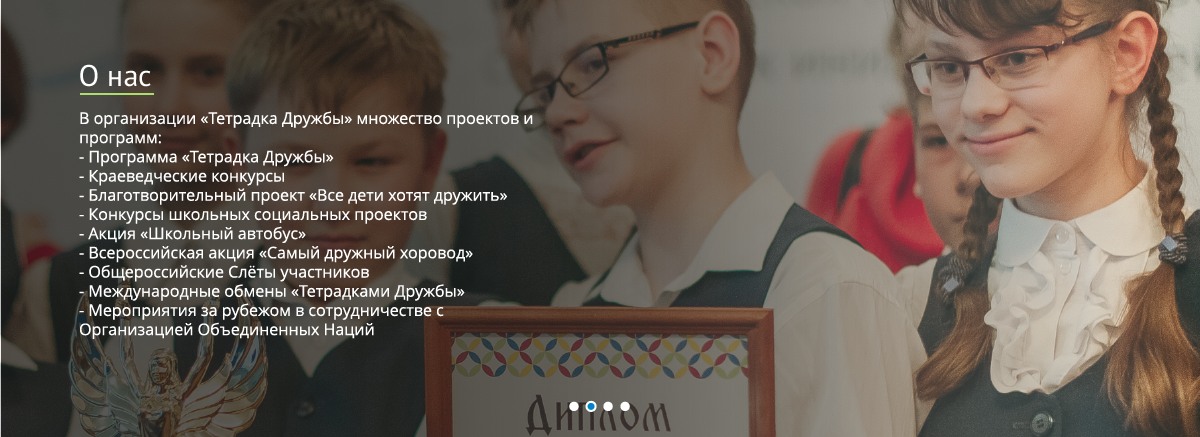 О нас
В организации «Тетрадка Дружбы» множество проектов и
программ:
- Программа «Тетрадка Дружбы»
- Краеведческие конкурсы
- Благотворительный проект «Все дети хотят дружить»
- Конкурсы школьных социальных проектов
- Акция «Школьный автобус»
- Всероссийская акция «Самый дружный хоровод»
- Общероссийские Слёты участников
- Международные обмены «Тетрадками Дружбы»
- Мероприятия за рубежом в сотрудничестве с
Организацией Объединенных Наций
Диплом